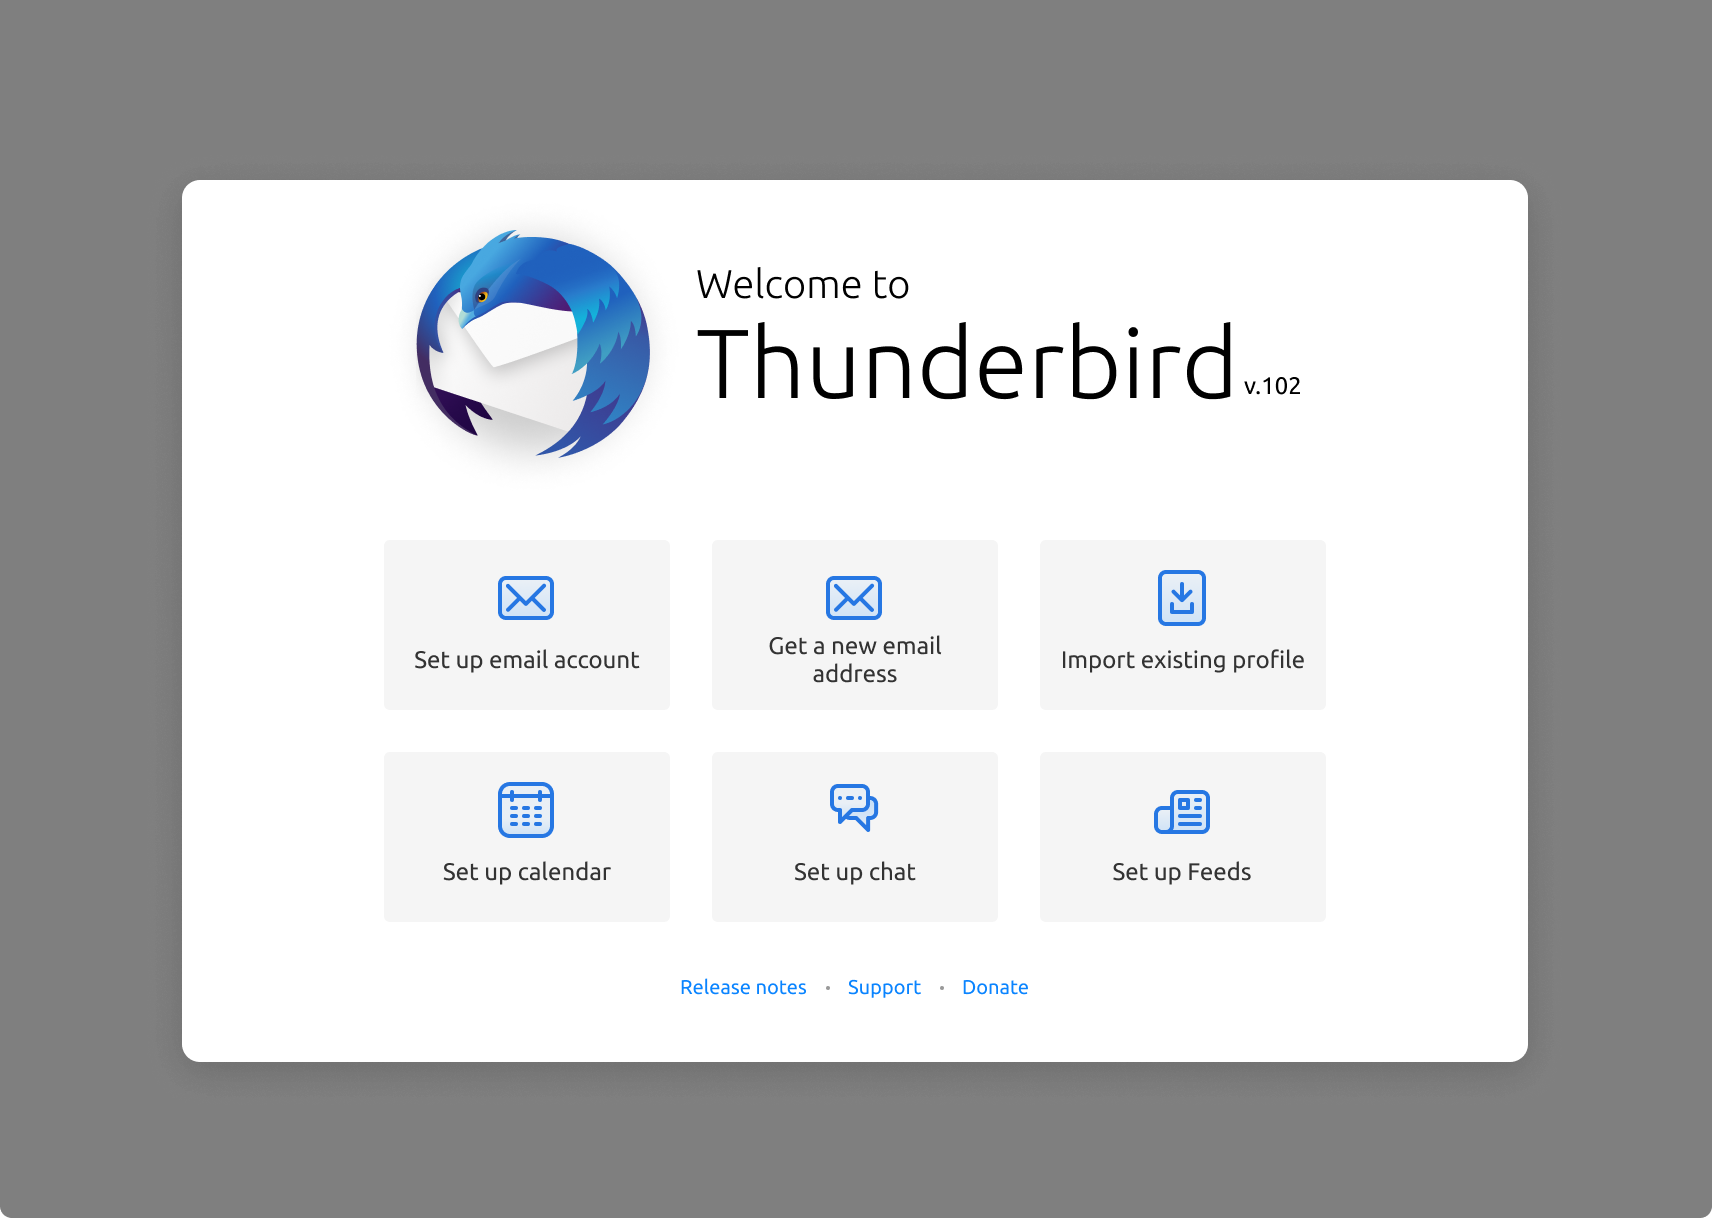 Welcome to
Thunderbird v.102
Set up email account
Get a new email
address
Import existing profile
Set up calendar
Set up chat
Set up Feeds
Release notes • Support • Donate